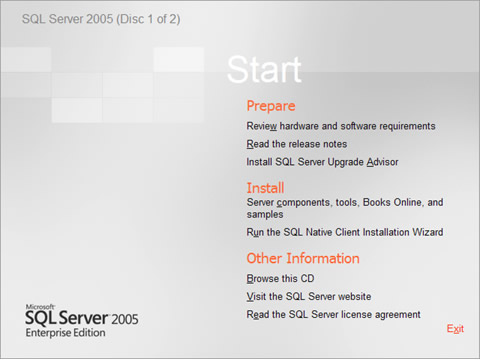 SQL Server 2005 (Disc 1 of 2)
Start
Prepare
Review hardware and software requirements
Read the release notes
Install SQL Server Upgrade Advisor
Install
Server components, tools, Books Online, and
samples
Run the SQL Native Client Installation Wizard
Other Information
Browse this CD
Visit the SQL Server website
Read the SQL Server license agreement
Exit
Microsoft
SQL Server 2005
Enterprise Edition